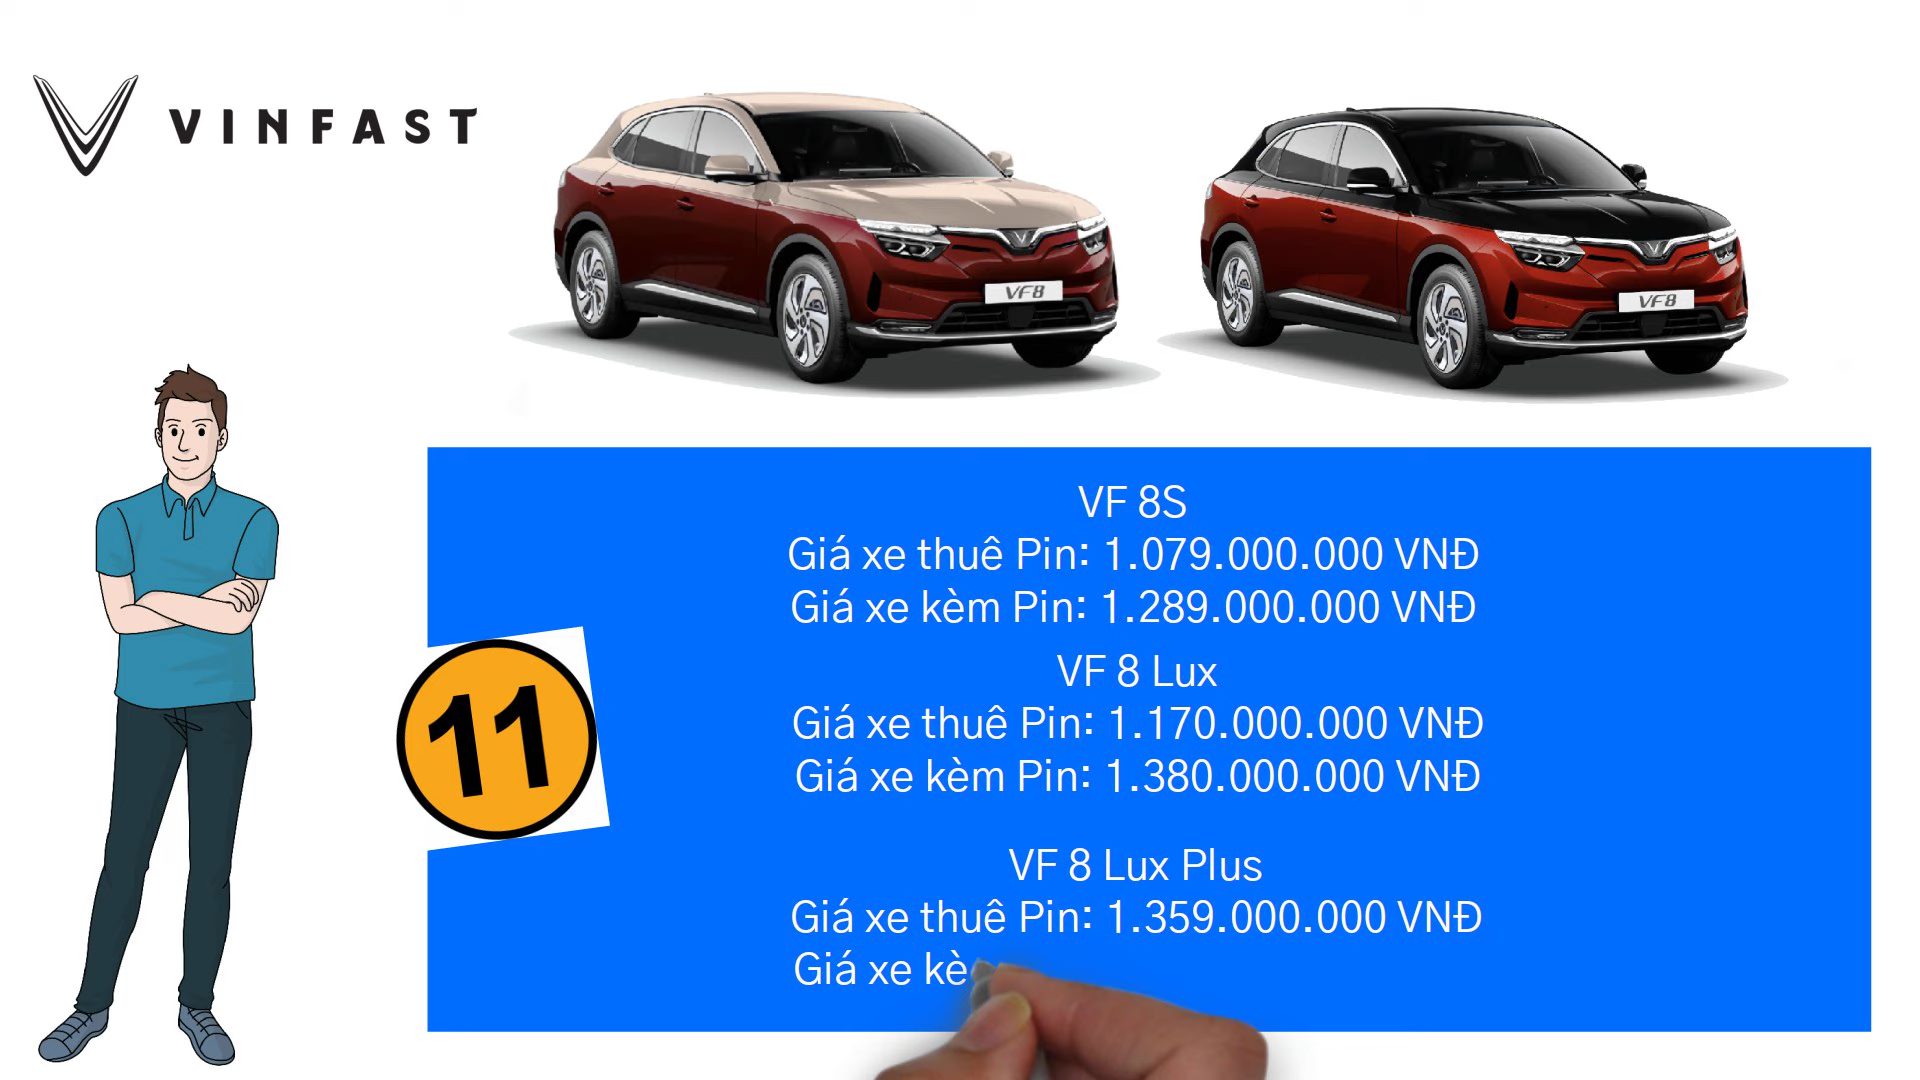 VINFAST
VF8
VF8
VF 8S
Giá xe thuê Pin: 1.079.000.000 VNĐ
Giá xe kèm Pin: 1.289.000.000 VNĐ
VF 8 Lux
Giá xe thuê Pin: 1.170.000.000 VNĐ
Giá xe kèm Pin: 1.380.000.000 VNĐ
11
VF 8 Lux Plus
Giá xe thuê Pin: 1.359.000.000 VNĐ
Giá xe kè